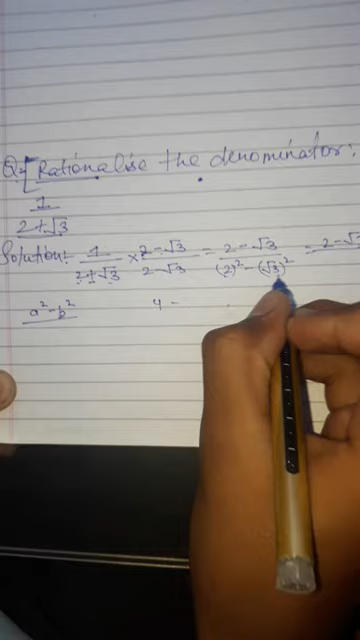 Q:- Rationalise the denominator:
1
2+√3
Solution:- 1/2+√3 × 2-√3/2-√3 = 2-√3/(2)²-(√3)² = 2-√3
a²-b² 4-